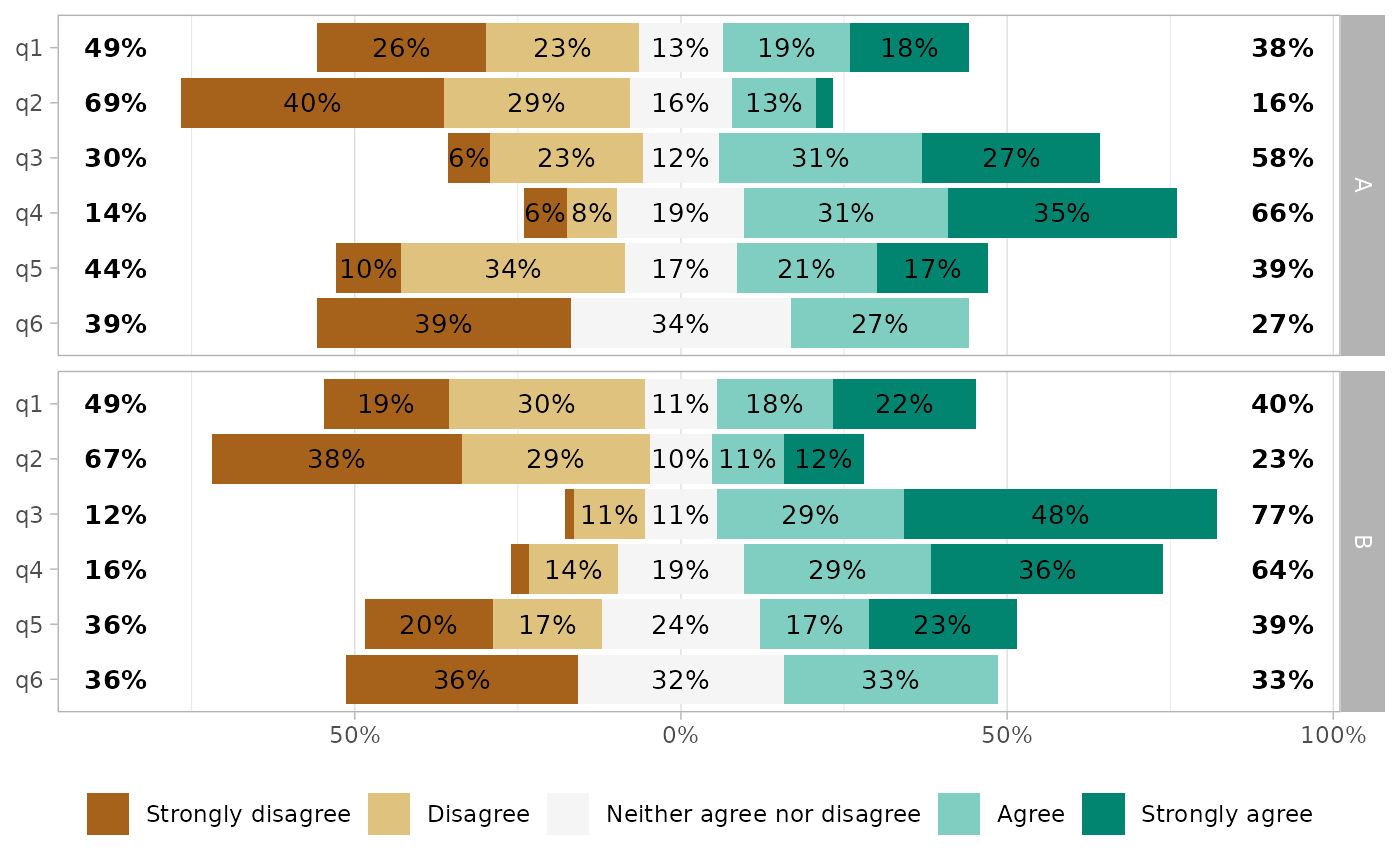 q1 49% 26% 23% 13% 19% 18% 38%
q2 69% 40% 29% 16% 13% 16%
q3 30% 6% 23% 12% 31% 27% 58%
q4 14% 6% 8% 19% 31% 35% 66%
q5 44% 10% 34% 17% 21% 17% 39%
q6 39% 39% 34% 27% 27%
A
q1 49% 19% 30% 11% 18% 22% 40%
q2 67% 38% 29% 10% 11% 12% 23%
q3 12% 11% 11% 29% 48% 77%
q4 16% 14% 19% 29% 36% 64%
q5 36% 20% 17% 24% 17% 23% 39%
q6 36% 36% 32% 33% 33%
B
50% 0% 50% 100%
Strongly disagree Disagree Neither agree nor disagree Agree Strongly agree